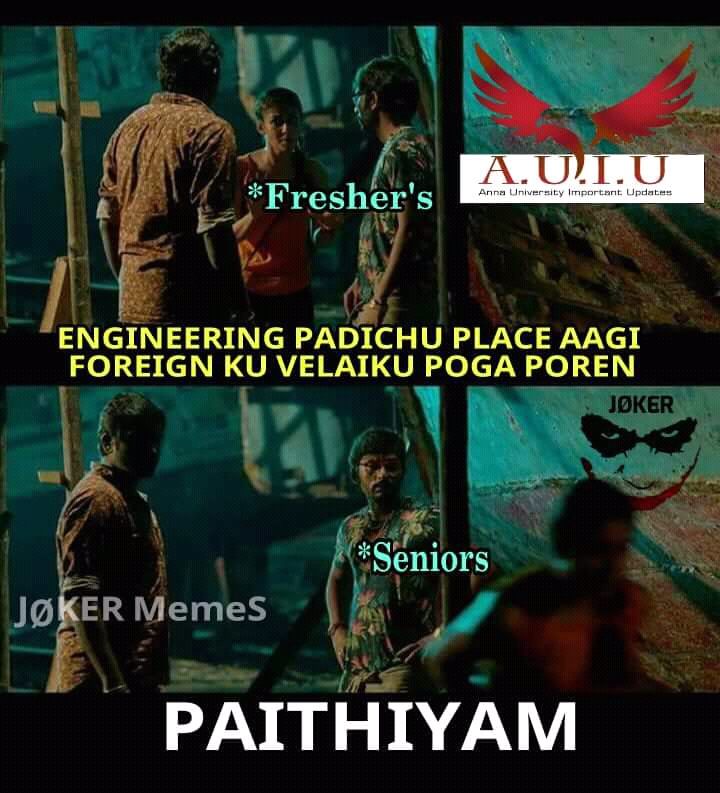 A.U.I.U
Anna University Important Updates
*Fresher's
ENGINEERING PADICHU PLACE AAGI
FOREIGN KU VELAIKU POGA POREN
JØKER
*Seniors
JØKER MemeS
PAITHIYAM